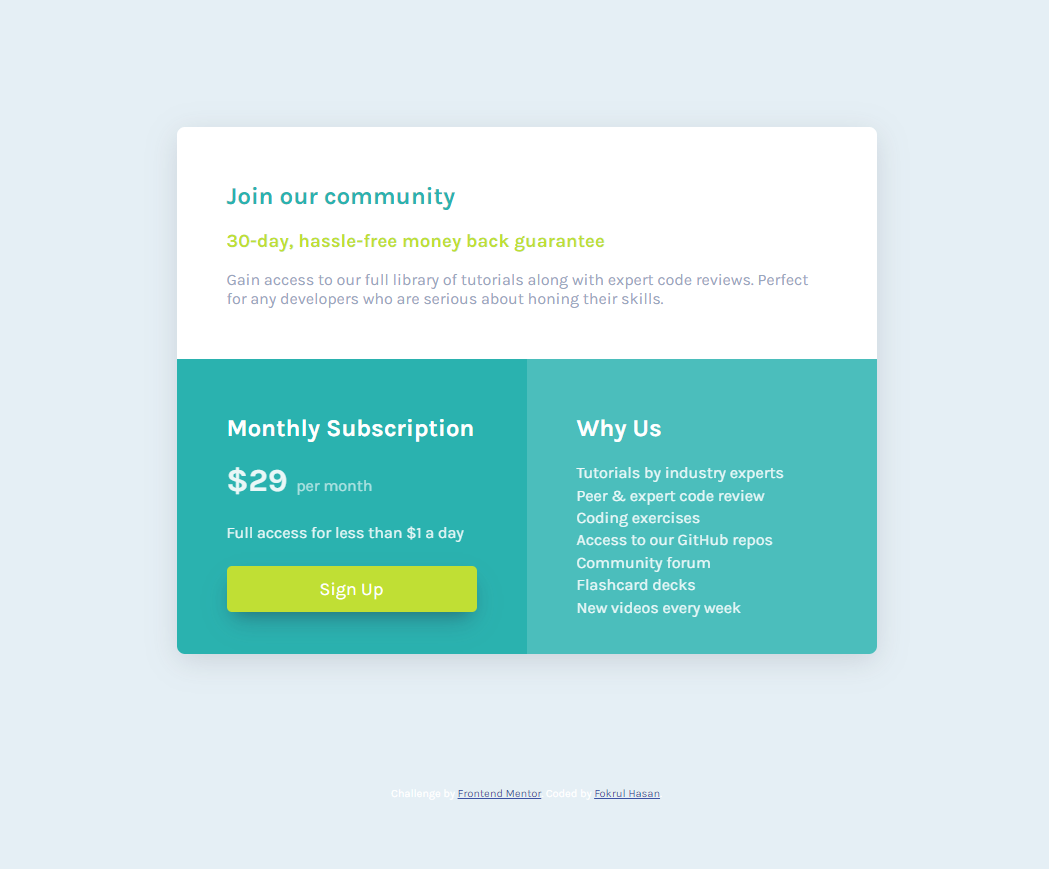 Join our community
30-day, hassle-free money back guarantee
Gain access to our full library of tutorials along with expert code reviews. Perfect
for any developers who are serious about honing their skills.
Monthly Subscription
$29 per month
Full access for less than $1 a day
Sign Up
Why Us
Tutorials by industry experts
Peer & expert code review
Coding exercises
Access to our GitHub repos
Community forum
Flashcard decks
New videos every week
Challenge by Frontend Mentor. Coded by Fokrul Hasan